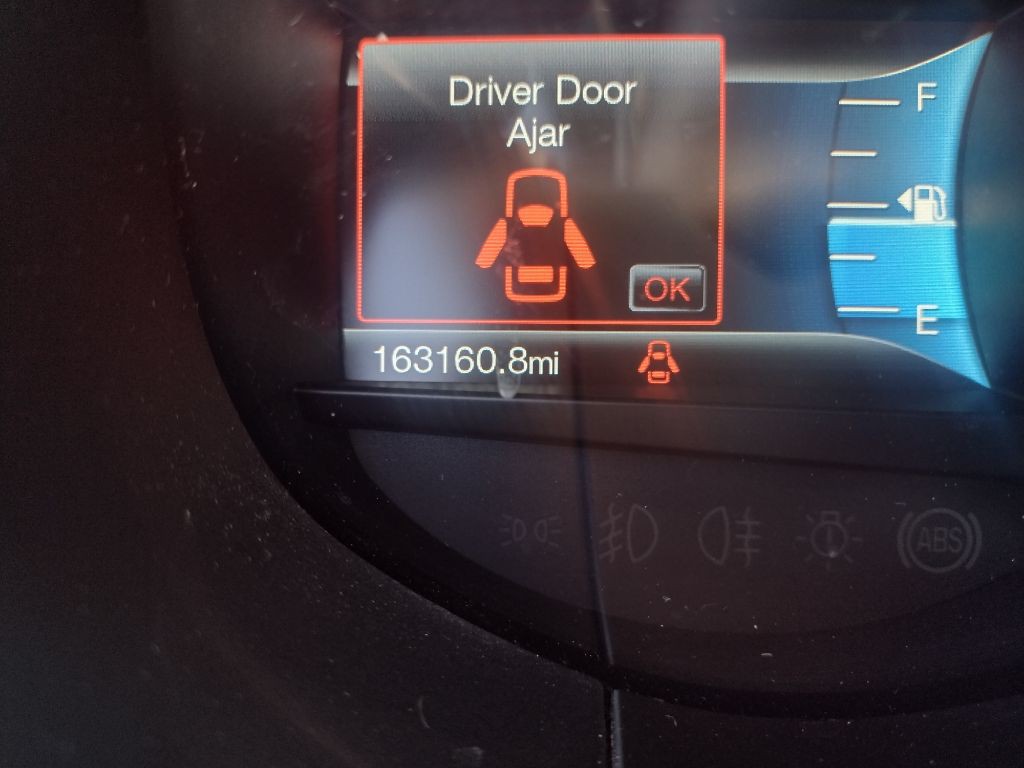 Driver Door
Ajar
OK
F
E
163160.8mi
ABS